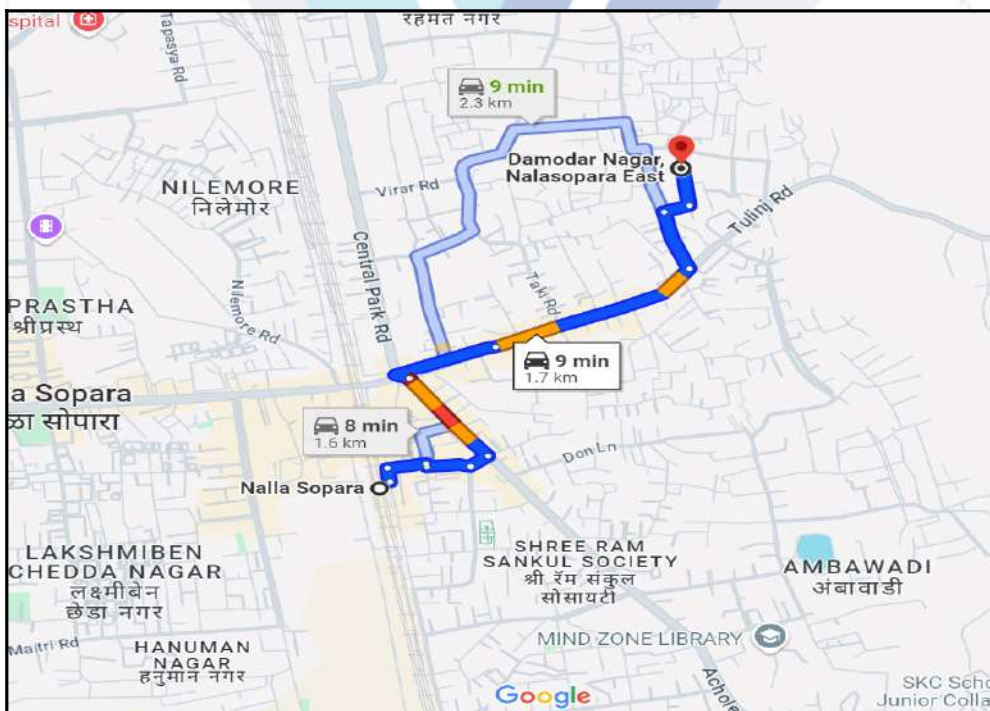 spital
रहमत नगर
Tapasya Rd
9 min
2.3 km
Damodar Nagar,
Nalasopara East
NILEMORE
निलेमोर
Virar Rd
Tulinj Rd
Central Park Rd
Taki Rd
Nilemore Rd
PRASTHA
श्रीप्रस्थ
9 min
1.7 km
a Sopara
ळा सोपारा
8 min
1.6 km
Don Ln
Nalla Sopara
LAKSHMIBEN
CHEDDA NAGAR
लक्ष्मीबेन
छेडा नगर
SHREE RAM
SANKUL SOCIETY
श्री रॅम संकुल
सोसायटी
AMBAWADI
अंबावाडी
MIND ZONE LIBRARY
Maitri Rd
HANUMAN
NAGAR
हनुमान नगर
Achole
Google
SKC Scho
Junior Colla